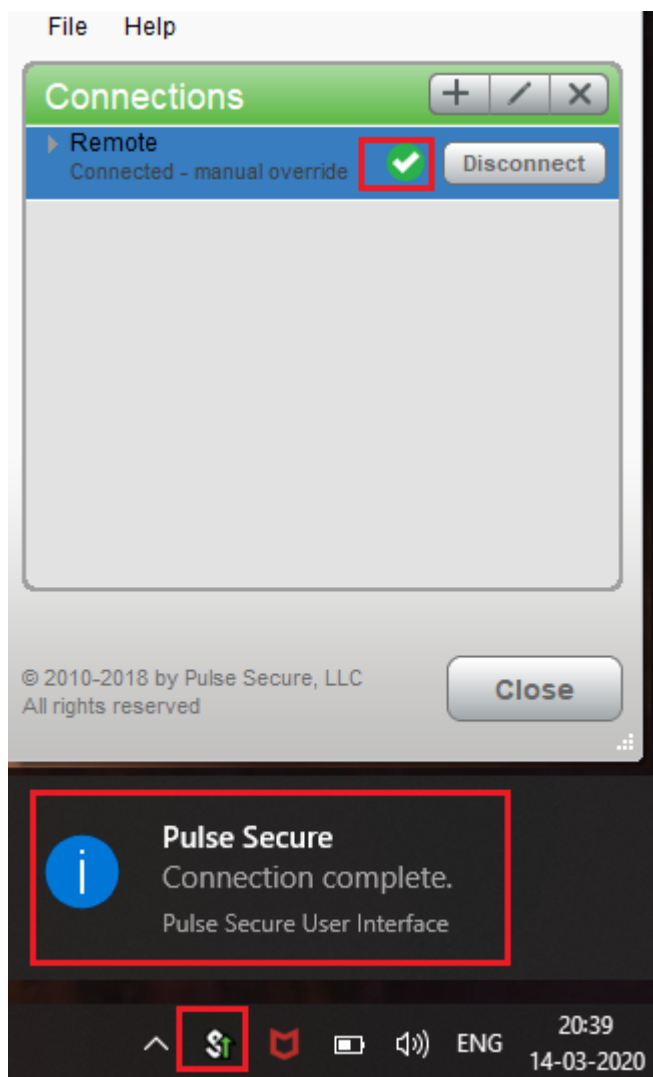 File Help
Connections
Remote
Connected - manual override
Disconnect
© 2010-2018 by Pulse Secure, LLC
All rights reserved
Close
Pulse Secure
Connection complete.
Pulse Secure User Interface
ENG
20:39
14-03-2020